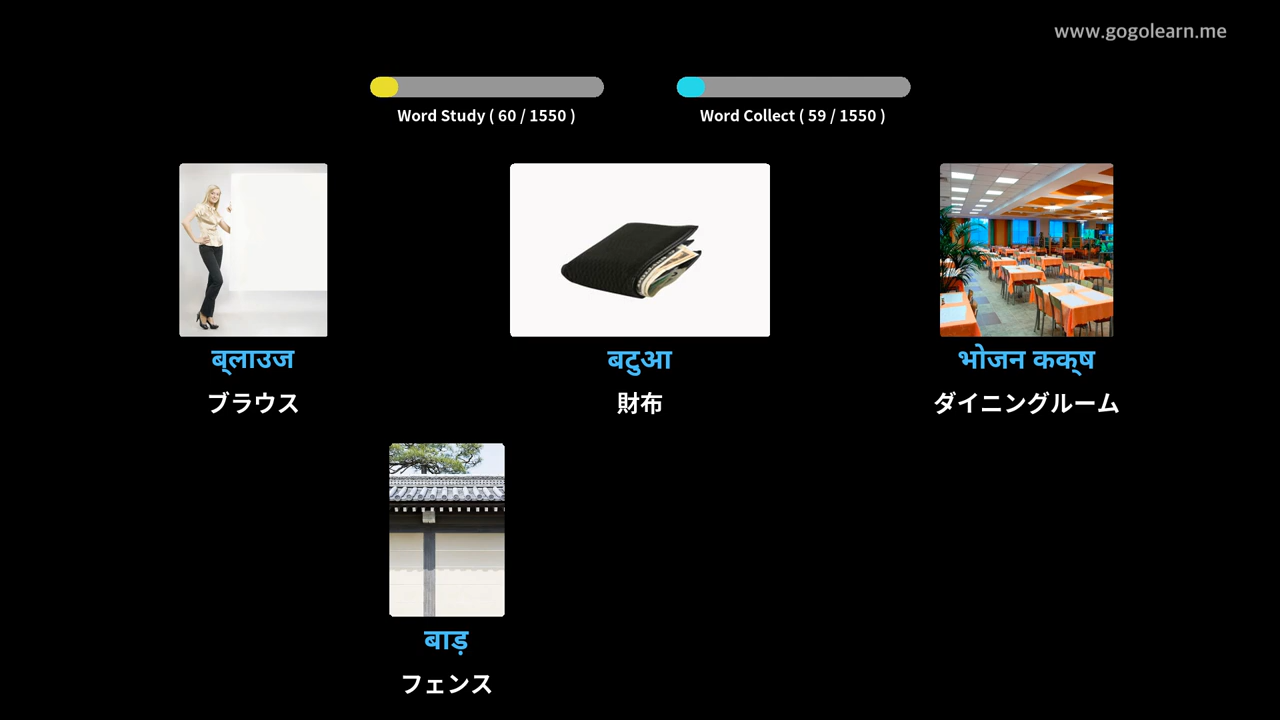 www.gogolearn.me
Word Study ( 60 / 1550 )
Word Collect ( 59 / 1550 )
ब्लाउज
बटुआ
भोजन कक्ष
ブラウス
財布
ダイニングルーム
बाड़
フェンス